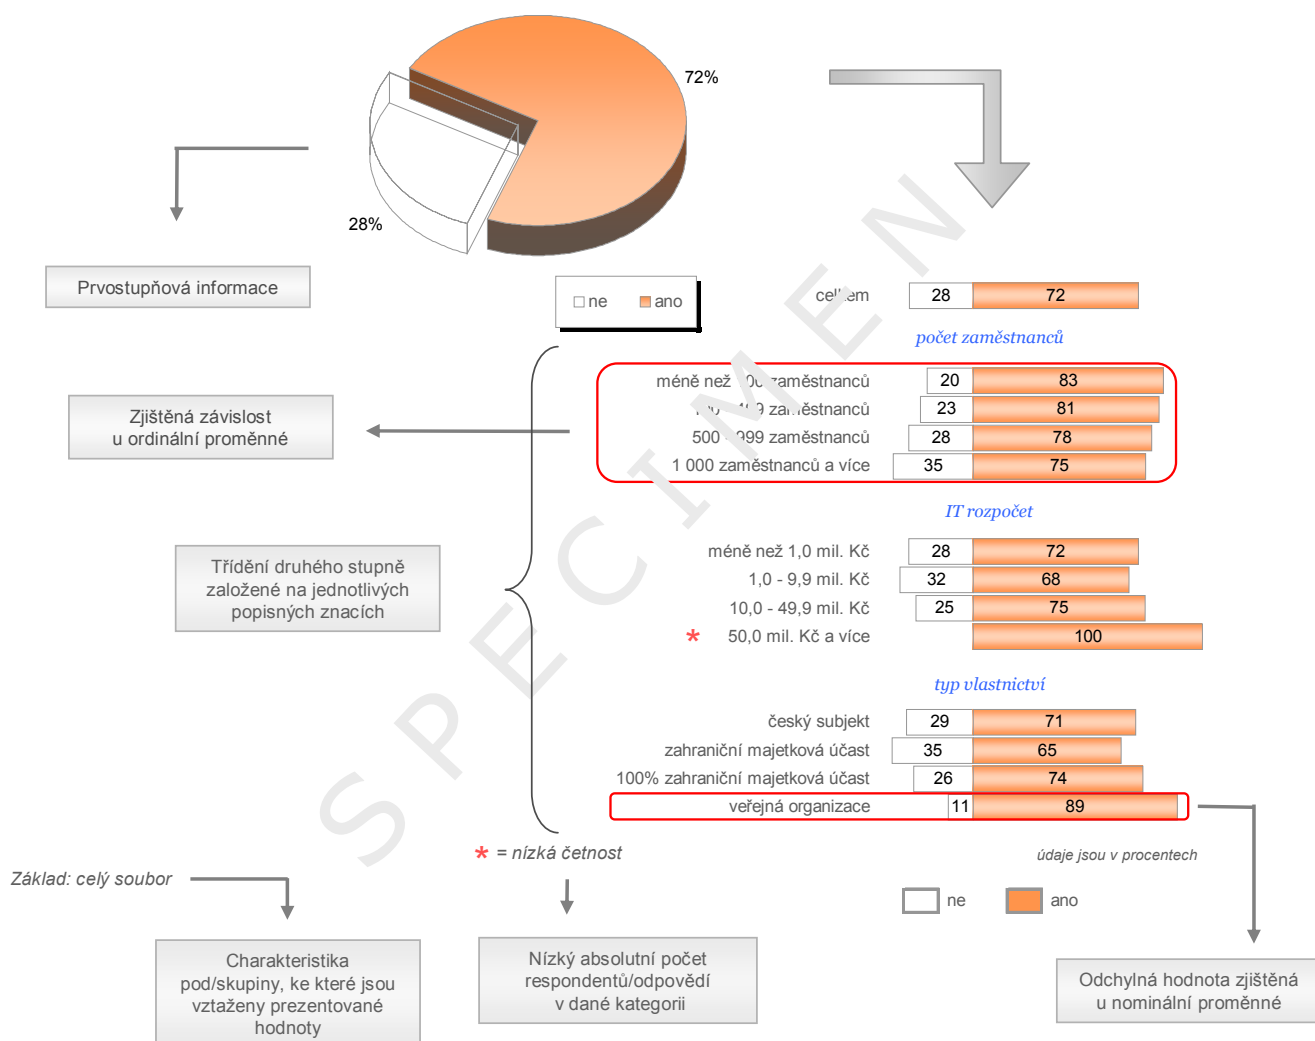 72%
28%
Prvostupňová informace
ne ano
celkem 28 72
počet zaměstnanců
méně než 100 zaměstnanců 20 83
499 zaměstnanců 23 81
Zjištěná závislost
u ordinální proměnné
500 - 999 zaměstnanců 28 78
1 000 zaměstnanců a více 35 75
IT rozpočet
méně než 1,0 mil. Kč 28 72
1,0 - 9,9 mil. Kč 32 68
10,0 - 49,9 mil. Kč 25 75
* 50,0 mil. Kč a více 100
Třídění druhého stupně
založené na jednotlivých
popisných znacích
typ vlastnictví
český subjekt 29 71
zahraniční majetková účast 35 65
100% zahraniční majetková účast 26 74
veřejná organizace 11 89
* = nízká četnost
údaje jsou v procentech
Základ: celý soubor
ne ano
Charakteristika
pod/skupiny, ke které jsou
vztaženy prezentované
hodnoty
Nízký absolutní počet
respondentů/odpovědí
v dané kategorii
Odchylná hodnota zjištěná
u nominální proměnné
SPECIMEN